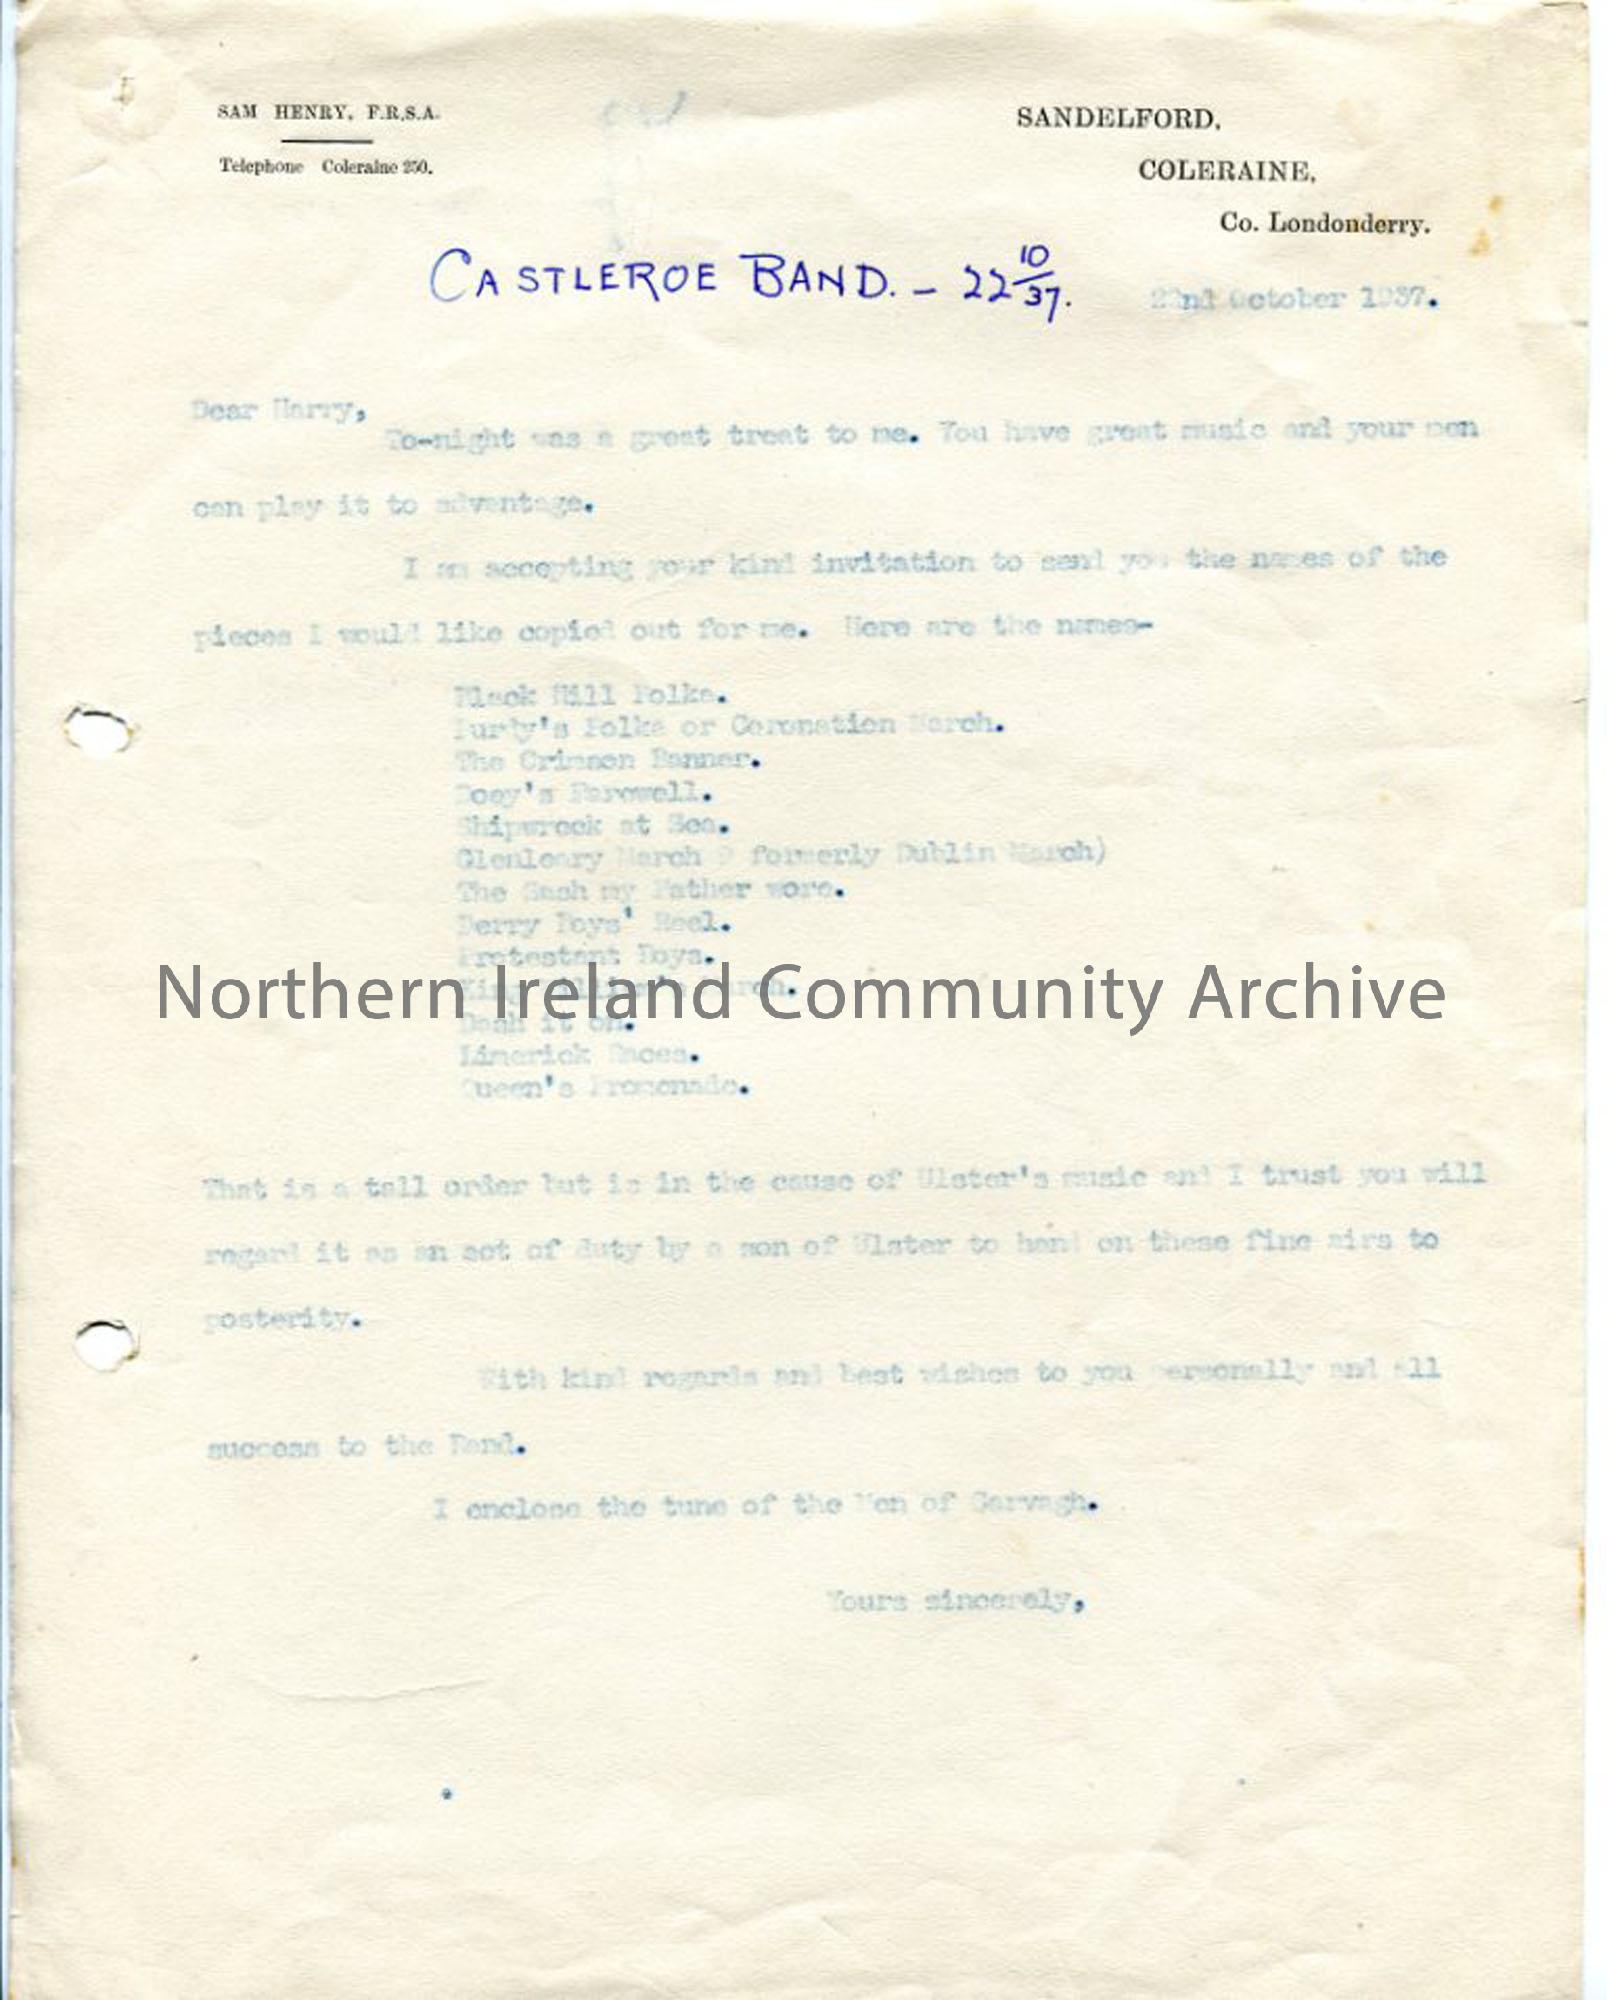 SAM HENRY, F.R.S.A.
Telephone Coleraine 250.
SANDELFORD,
COLERAINE,
Co. Londonderry.
CASTLEROE BAND. – 22 10/37.
22nd October 1937.
Dear Harry,
To-night was a great treat to me. You have great music and your men
can play it to advantage.
I am accepting your kind invitation to send you the names of the
pieces I would like copied out for me. Here are the names-
Black Hill Polka.
Polka or Coronation March.
The Crimson Banner.
Doey's Farewell.
Shipwreck at Sea.
Glenleary March formerly Dublin March)
The Sash my Father wore.
Derry Boys' Reel.
Protestant Boys.
King William's March.
Northern Ireland Community Archive
Dash it on.
Limerick Races.
Queen's Promenade.
That is a tall order but is in the cause of Ulster's music and I trust you will
regard it as an act of duty by a son of Ulster to hand on these fine airs to
posterity.
With kind regards and best wishes to you personally and all
success to the Band.
I enclose the tune of the Men of Garvagh.
Yours sincerely,